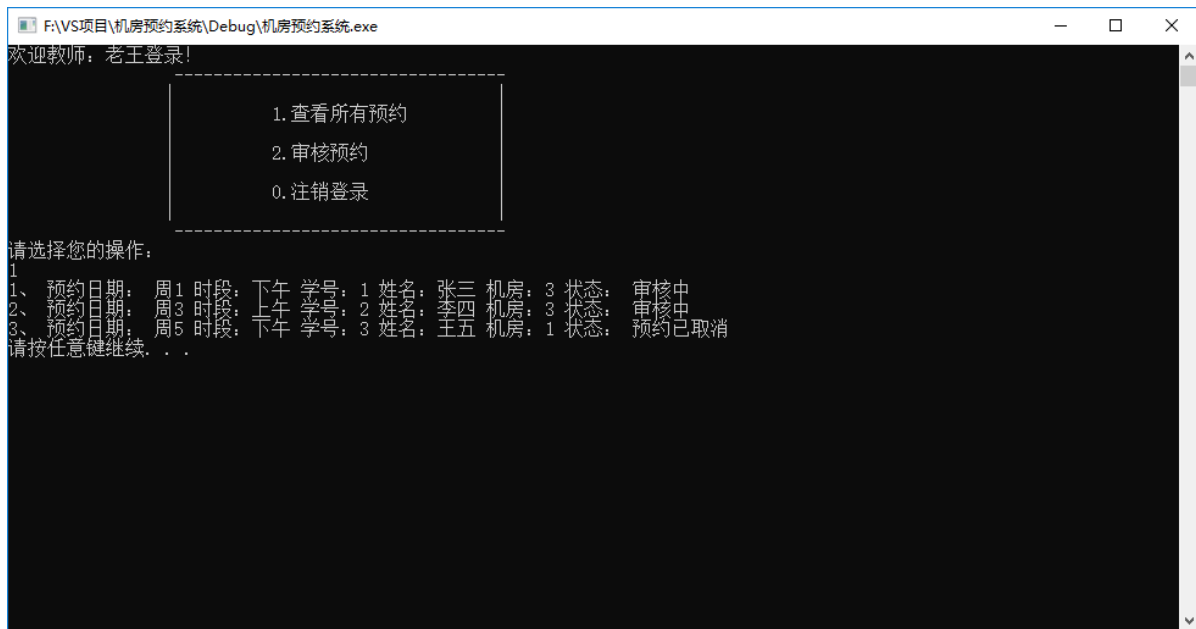 F:\VS项目\机房预约系统\Debug\机房预约系统.exe
欢迎教师：老王登录!
----------------------------------
1.查看所有预约
2.审核预约
0.注销登录
----------------------------------
请选择您的操作：
1
1、 预约日期： 周1 时段：下午 学号：1 姓名：张三 机房：3 状态： 审核中
2、 预约日期： 周3 时段：上午 学号：2 姓名：李四 机房：3 状态： 审核中
3、 预约日期： 周5 时段：下午 学号：3 姓名：王五 机房：1 状态： 预约已取消
请按任意键继续. . .